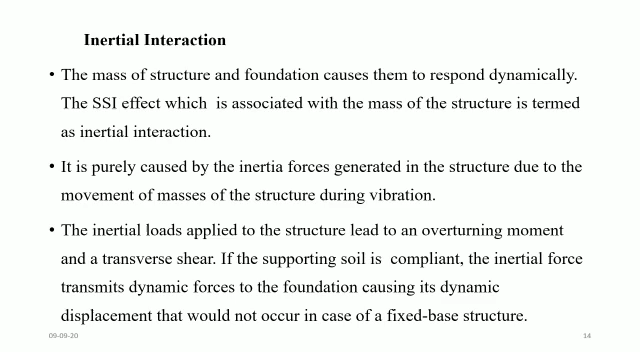 Inertial Interaction
• The mass of structure and foundation causes them to respond dynamically.
The SSI effect which is associated with the mass of the structure is termed
as inertial interaction.
• It is purely caused by the inertia forces generated in the structure due to the
movement of masses of the structure during vibration.
• The inertial loads applied to the structure lead to an overturning moment
and a transverse shear. If the supporting soil is compliant, the inertial force
transmits dynamic forces to the foundation causing its dynamic
displacement that would not occur in case of a fixed-base structure.
09-09-20
14